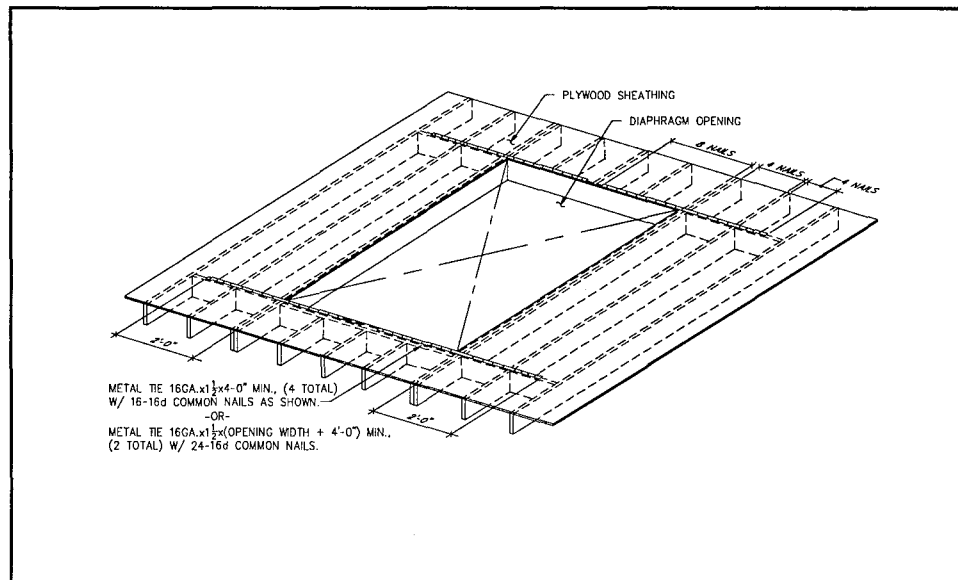 PLYWOOD SHEATHING
DIAPHRAGM OPENING
8 NAILS
4 NAILS
4 NAILS
2'-0"
METAL TIE 16GA.x1½x4-0" MIN., (4 TOTAL)
W/ 16-16d COMMON NAILS AS SHOWN.
-OR-
METAL TIE 16GA.x1½x(OPENING WIDTH + 4'-0") MIN.,
(2 TOTAL) W/ 24-16d COMMON NAILS.
2'-0"